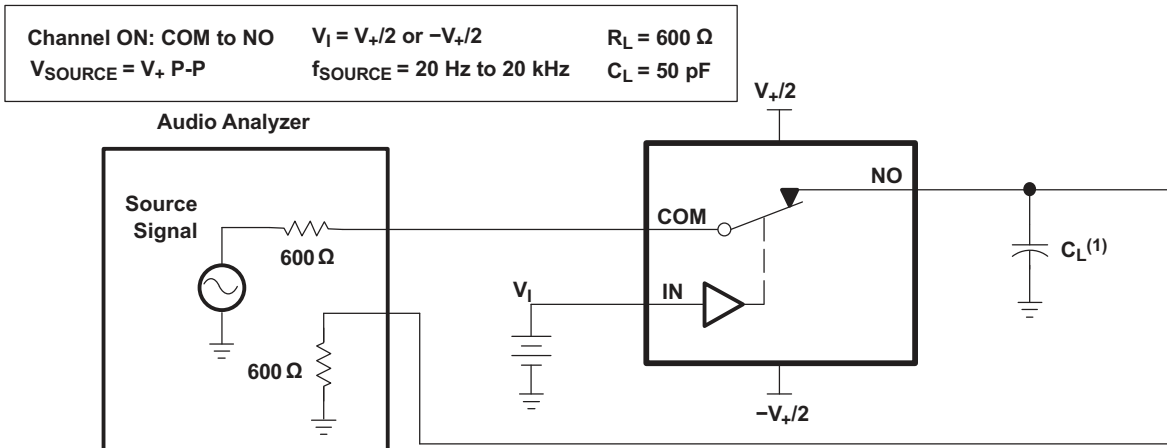 Channel ON: COM to NO V_I = V_+/2 or −V_+/2 R_L = 600 Ω
V_SOURCE = V_+ P-P f_SOURCE = 20 Hz to 20 kHz C_L = 50 pF
Audio Analyzer
V_+/2
NO
Source
Signal
COM
600 Ω
C_L(1)
V_I
IN
600 Ω
−V_+/2